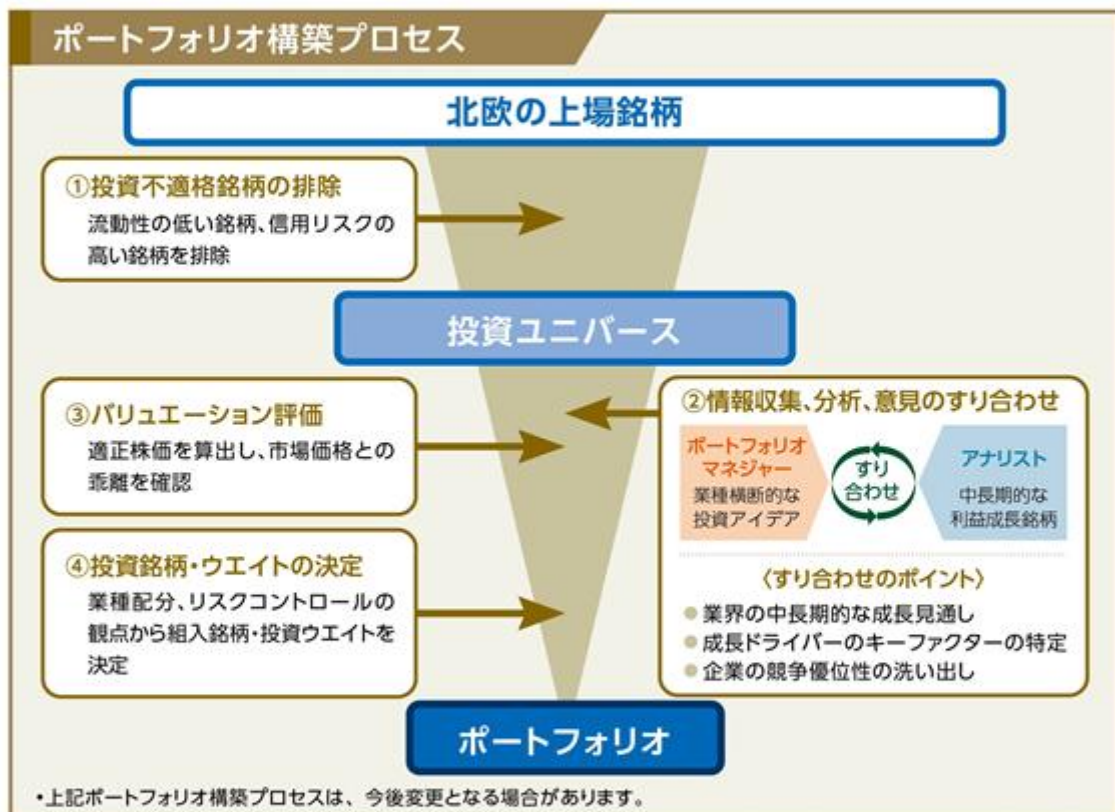 ポートフォリオ構築プロセス
北欧の上場銘柄
①投資不適格銘柄の排除
流動性の低い銘柄、信用リスクの
高い銘柄を排除
投資ユニバース
②情報収集、分析、意見のすり合わせ
ポートフォリオ
マネジャー
業種横断的な
投資アイデア
すり
合わせ
アナリスト
中長期的な
利益成長銘柄
〈すり合わせのポイント〉
●業界の中長期的な成長見通し
●成長ドライバーのキーファクターの特定
●企業の競争優位性の洗い出し
③バリュエーション評価
適正株価を算出し、市場価格との
乖離を確認
④投資銘柄・ウエイトの決定
業種配分、リスクコントロールの
観点から組入銘柄・投資ウエイトを
決定
ポートフォリオ
・上記ポートフォリオ構築プロセスは、今後変更となる場合があります。